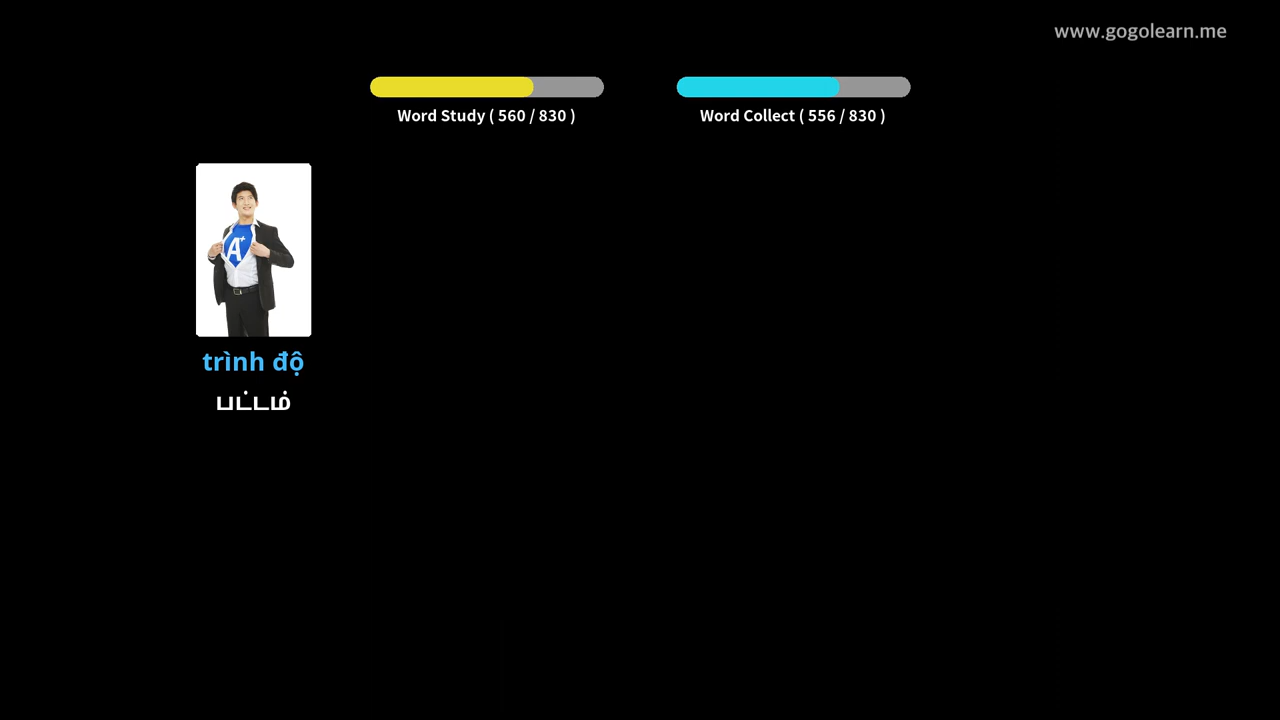 www.gogolearn.me
Word Study ( 560 / 830 )
Word Collect ( 556 / 830 )
A+
trình độ
பட்டம்